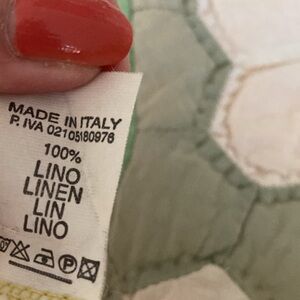 MADE IN ITALY
P. IVA 02105180976
100%
LINO
LINEN
LIN
LINO